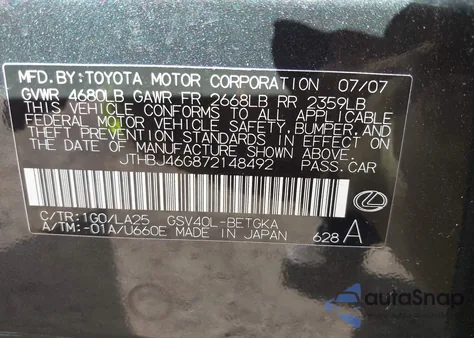 MFD.BY:TOYOTA MOTOR CORPORATION 07/07
GVWR 4680LB GAWR FR 2668LB RR 2359LB
THIS VEHICLE CONFORMS TO ALL APPLICABLE
FEDERAL MOTOR VEHICLE SAFETY, BUMPER, AND
THEFT PREVENTION STANDARDS IN EFFECT ON
THE DATE OF MANUFACTURE SHOWN ABOVE.
JTHBJ46G872148492 PASS.CAR
C/TR:1G0/LA25 GSV40L-BETGKA
A/TM:-01A/U660E MADE IN JAPAN 628 A
autoSnap